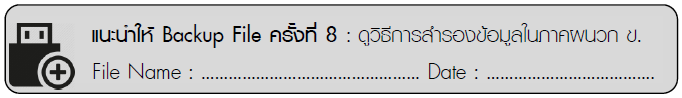 แนะนำให้ Backup File ครั้งที่ 8 : ดูวิธีการสำรองข้อมูลในภาคผนวก ข.
File Name : ................................................ Date : .....................................